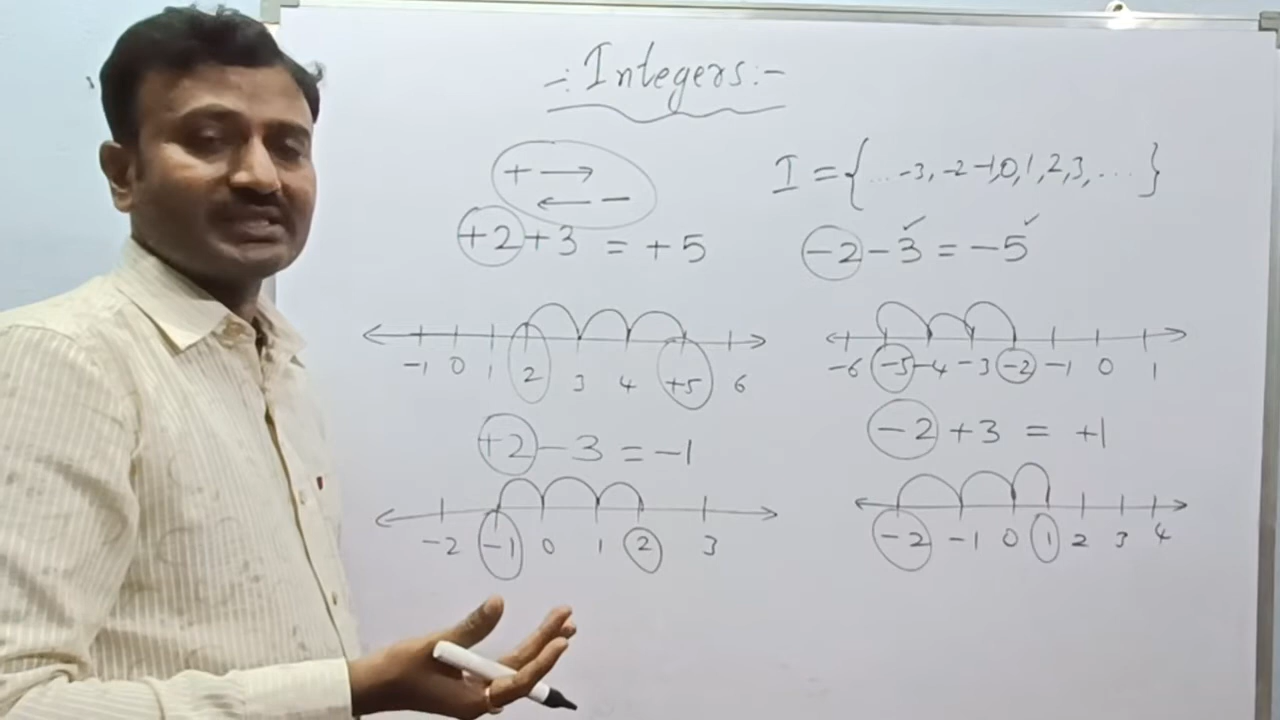 -: Integers :-
+ →
← −
I = {... -3, -2 -1, 0, 1, 2, 3, ... }
+2 + 3 = +5
-2 - 3 = -5
-1 0 1 2 3 4 +5 6
-6 -5 -4 -3 -2 -1 0 1
+2 - 3 = -1
-2 + 3 = +1
-2 -1 0 1 2 3
-2 -1 0 1 2 3 4